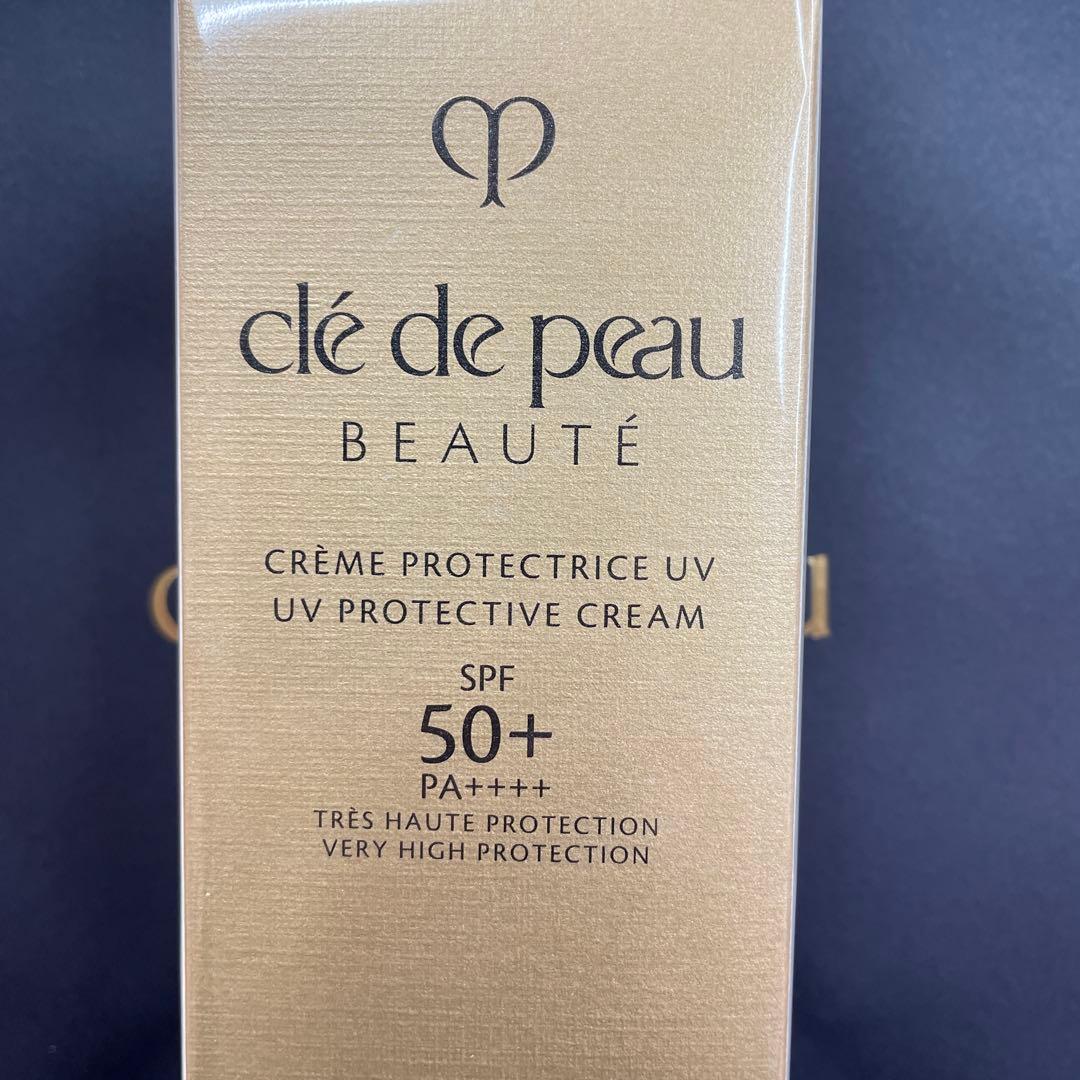 clé de peau
BEAUTÉ
CRÈME PROTECTRICE UV
UV PROTECTIVE CREAM
SPF
50+
PA++++
TRÈS HAUTE PROTECTION
VERY HIGH PROTECTION